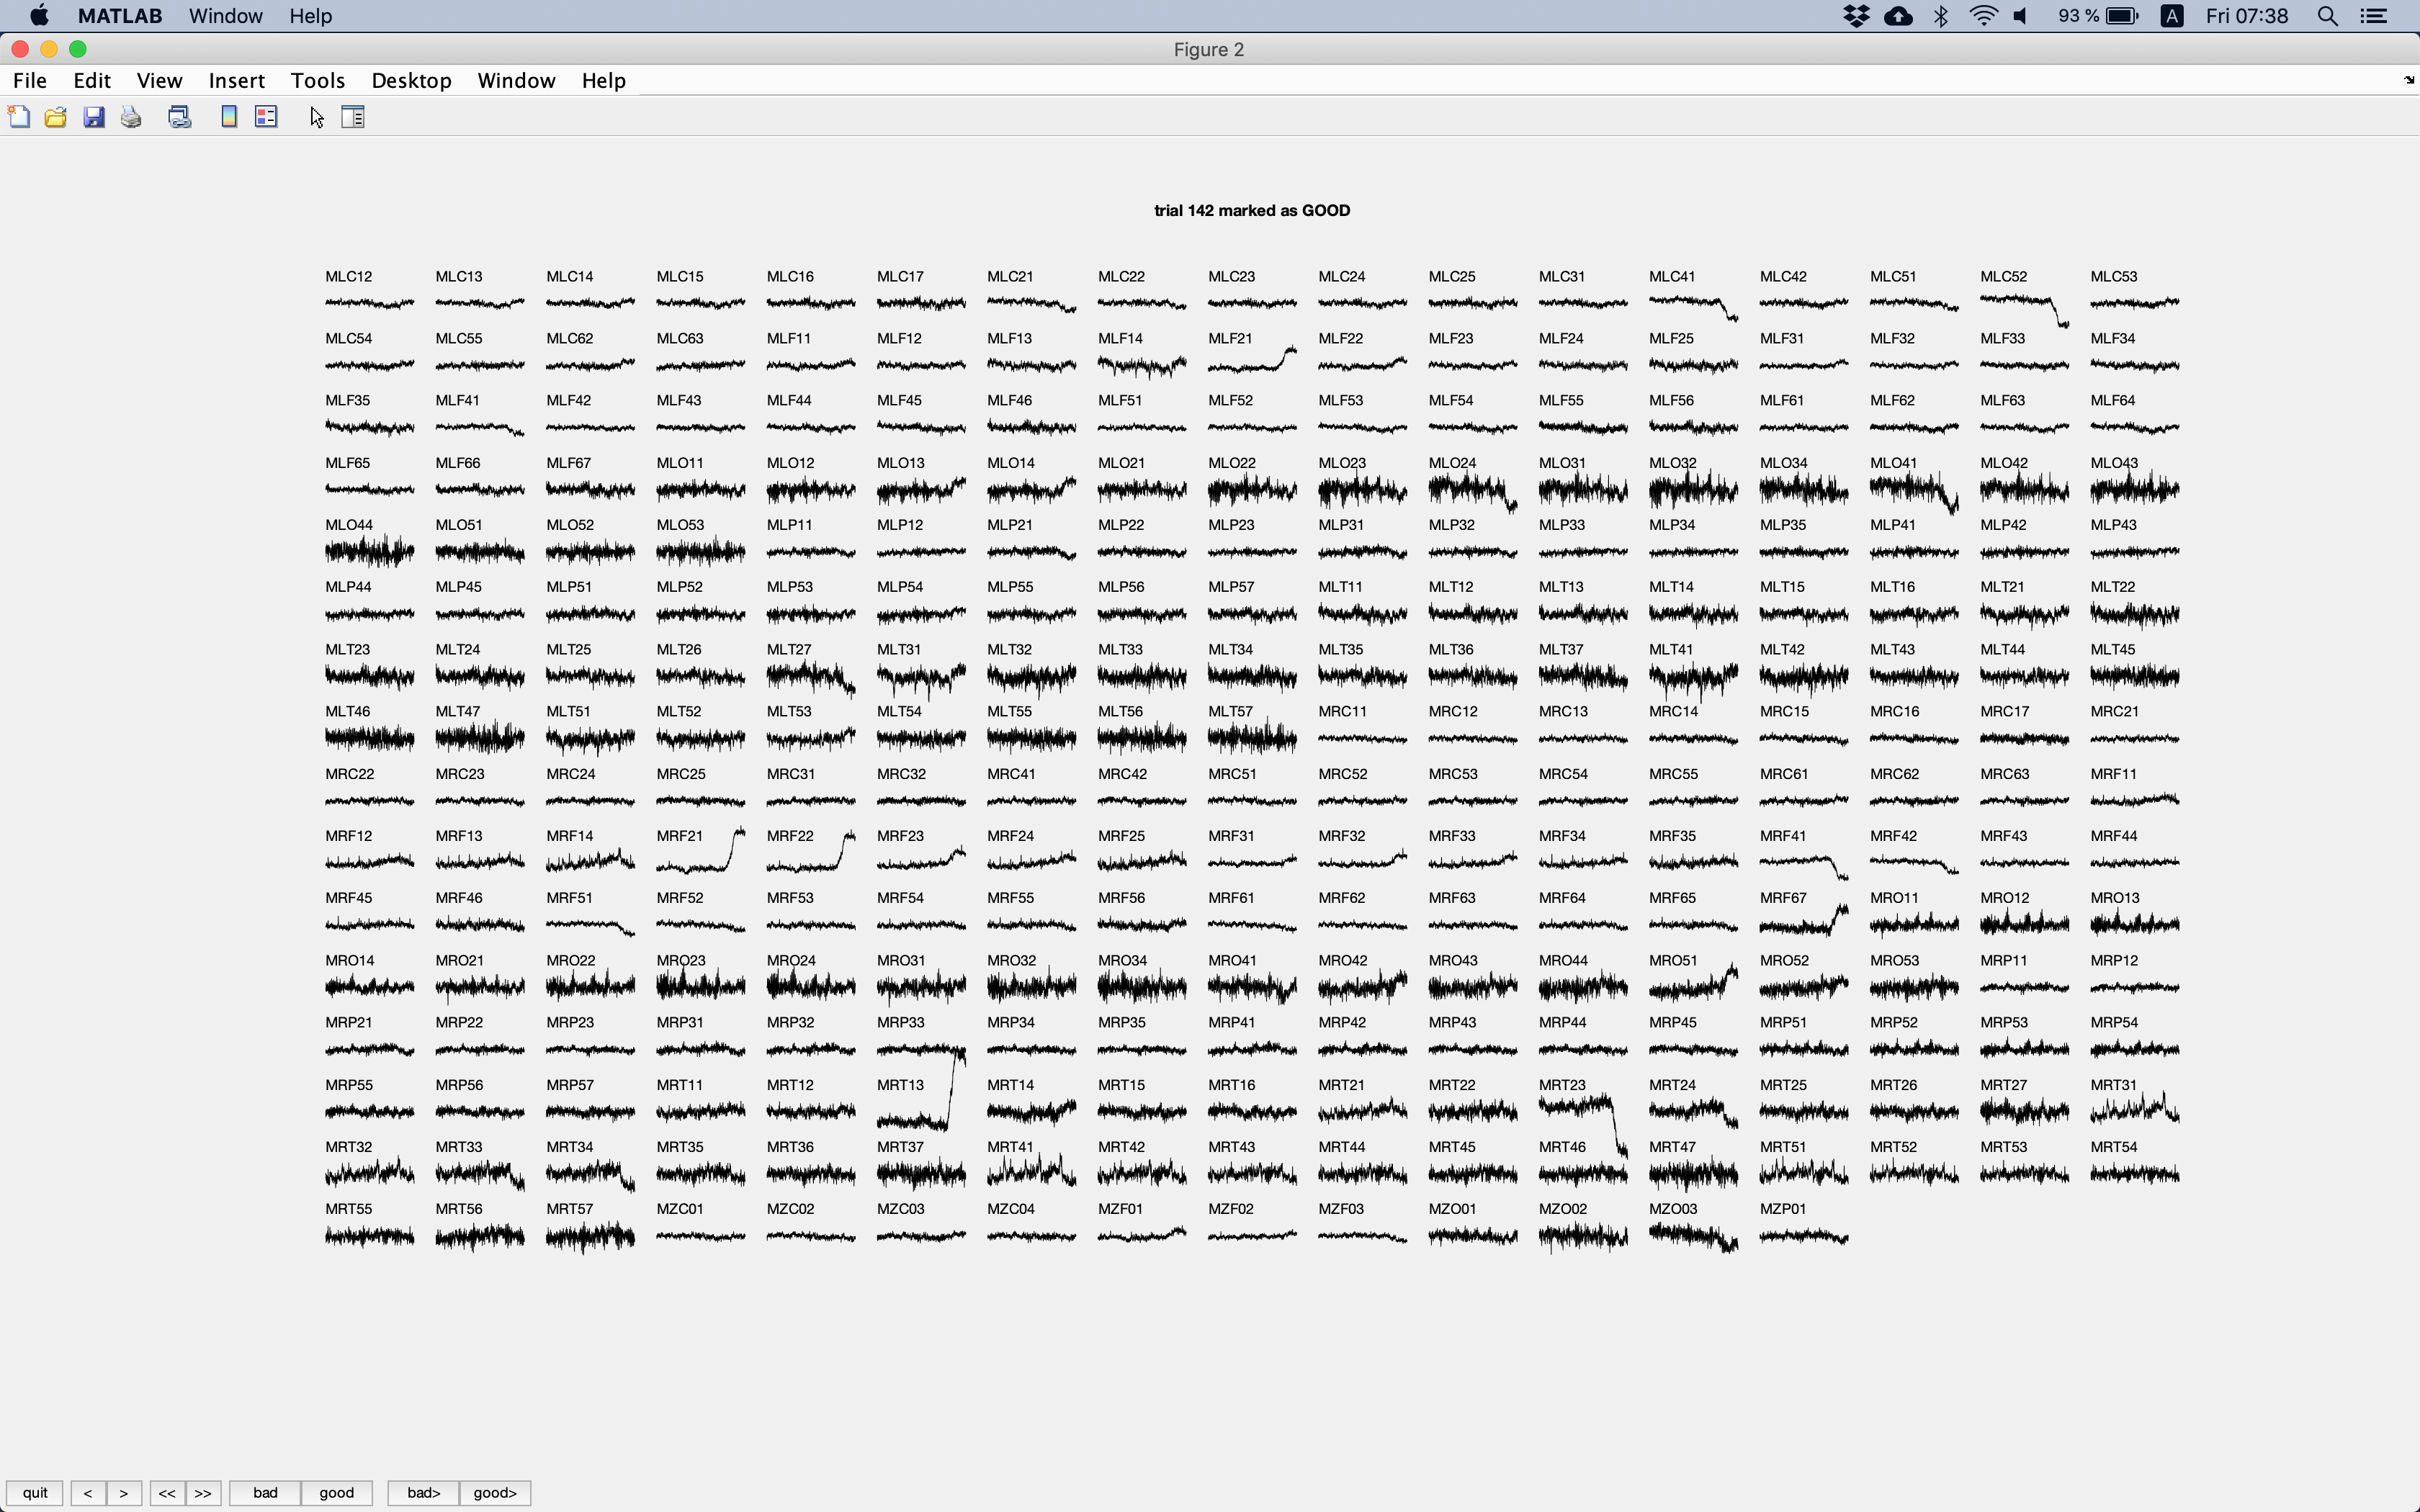 MATLAB Window Help 93 % A Fri 07:38
Figure 2
File Edit View Insert Tools Desktop Window Help
trial 142 marked as GOOD
MLC12 MLC13 MLC14 MLC15 MLC16 MLC17 MLC21 MLC22 MLC23 MLC24 MLC25 MLC31 MLC41 MLC42 MLC51 MLC52 MLC53
MLC54 MLC55 MLC62 MLC63 MLF11 MLF12 MLF13 MLF14 MLF21 MLF22 MLF23 MLF24 MLF25 MLF31 MLF32 MLF33 MLF34
MLF35 MLF41 MLF42 MLF43 MLF44 MLF45 MLF46 MLF51 MLF52 MLF53 MLF54 MLF55 MLF56 MLF61 MLF62 MLF63 MLF64
MLF65 MLF66 MLF67 MLO11 MLO12 MLO13 MLO14 MLO21 MLO22 MLO23 MLO24 MLO31 MLO32 MLO34 MLO41 MLO42 MLO43
MLO44 MLO51 MLO52 MLO53 MLP11 MLP12 MLP21 MLP22 MLP23 MLP31 MLP32 MLP33 MLP34 MLP35 MLP41 MLP42 MLP43
MLP44 MLP45 MLP51 MLP52 MLP53 MLP54 MLP55 MLP56 MLP57 MLT11 MLT12 MLT13 MLT14 MLT15 MLT16 MLT21 MLT22
MLT23 MLT24 MLT25 MLT26 MLT27 MLT31 MLT32 MLT33 MLT34 MLT35 MLT36 MLT37 MLT41 MLT42 MLT43 MLT44 MLT45
MLT46 MLT47 MLT51 MLT52 MLT53 MLT54 MLT55 MLT56 MLT57 MRC11 MRC12 MRC13 MRC14 MRC15 MRC16 MRC17 MRC21
MRC22 MRC23 MRC24 MRC25 MRC31 MRC32 MRC41 MRC42 MRC51 MRC52 MRC53 MRC54 MRC55 MRC61 MRC62 MRC63 MRF11
MRF12 MRF13 MRF14 MRF21 MRF22 MRF23 MRF24 MRF25 MRF31 MRF32 MRF33 MRF34 MRF35 MRF41 MRF42 MRF43 MRF44
MRF45 MRF46 MRF51 MRF52 MRF53 MRF54 MRF55 MRF56 MRF61 MRF62 MRF63 MRF64 MRF65 MRF67 MRO11 MRO12 MRO13
MRO14 MRO21 MRO22 MRO23 MRO24 MRO31 MRO32 MRO34 MRO41 MRO42 MRO43 MRO44 MRO51 MRO52 MRO53 MRP11 MRP12
MRP21 MRP22 MRP23 MRP31 MRP32 MRP33 MRP34 MRP35 MRP41 MRP42 MRP43 MRP44 MRP45 MRP51 MRP52 MRP53 MRP54
MRP55 MRP56 MRP57 MRT11 MRT12 MRT13 MRT14 MRT15 MRT16 MRT21 MRT22 MRT23 MRT24 MRT25 MRT26 MRT27 MRT31
MRT32 MRT33 MRT34 MRT35 MRT36 MRT37 MRT41 MRT42 MRT43 MRT44 MRT45 MRT46 MRT47 MRT51 MRT52 MRT53 MRT54
MRT55 MRT56 MRT57 MZC01 MZC02 MZC03 MZC04 MZF01 MZF02 MZF03 MZO01 MZO02 MZO03 MZP01
quit < > << >> bad good bad> good>